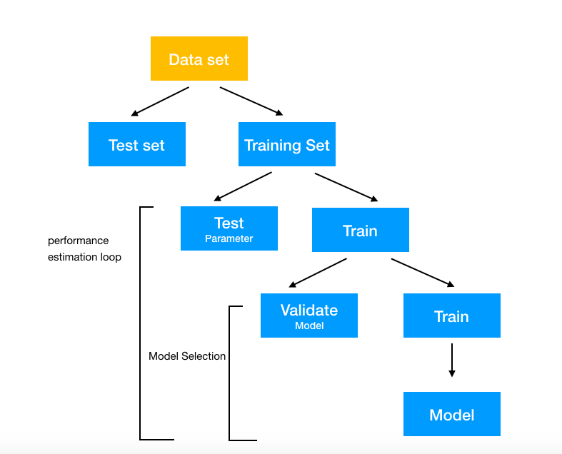 Data set
Test set
Training Set
Test
Parameter
Train
performance
estimation loop
Validate
Model
Train
Model Selection
Model